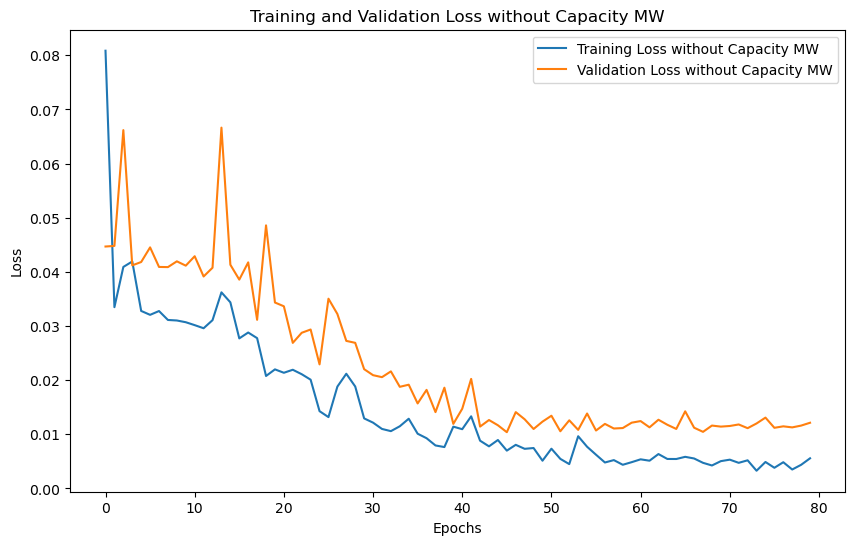 Training and Validation Loss without Capacity MW
Training Loss without Capacity MW
Validation Loss without Capacity MW
0.08
0.07
0.06
0.05
0.04
0.03
0.02
0.01
0.00
Loss
0 10 20 30 40 50 60 70 80
Epochs